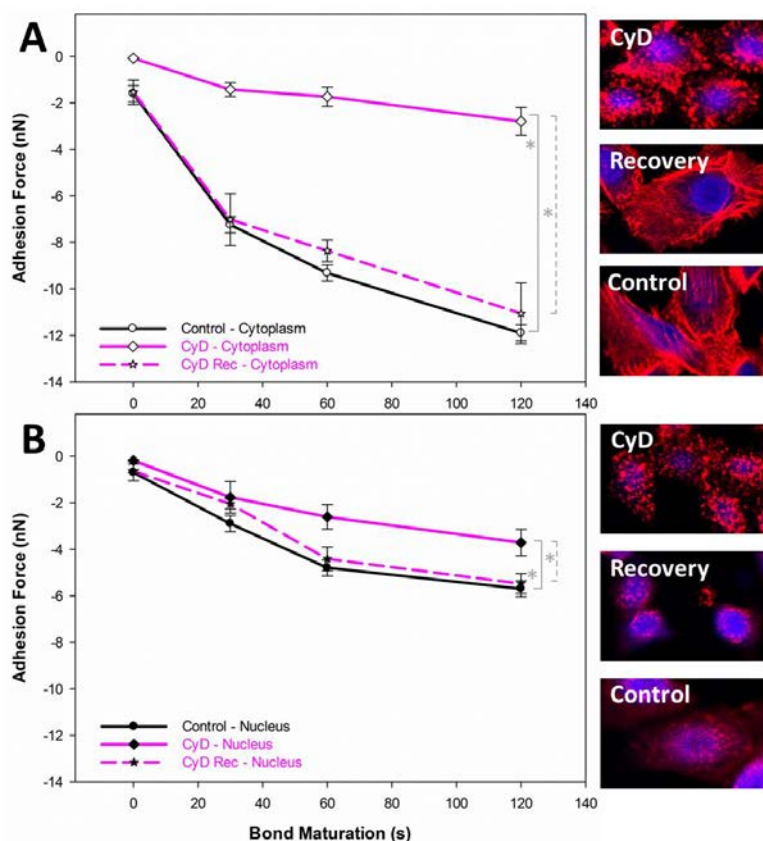 A
Adhesion Force (nN)
0
-2
-4
-6
-8
-10
-12
-14
*
*
Control - Cytoplasm
CyD - Cytoplasm
CyD Rec - Cytoplasm
0 20 40 60 80 100 120 140
CyD
Recovery
Control
B
Adhesion Force (nN)
0
-2
-4
-6
-8
-10
-12
-14
*
*
Control - Nucleus
CyD - Nucleus
CyD Rec - Nucleus
0 20 40 60 80 100 120 140
Bond Maturation (s)
CyD
Recovery
Control